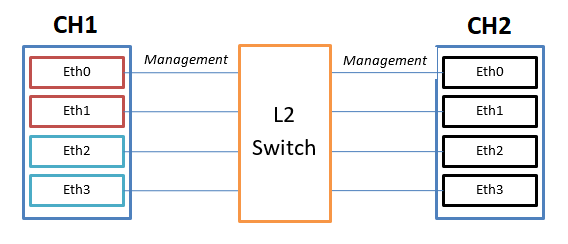 CH1
CH2
Management
Management
Eth0
Eth1
Eth2
Eth3
L2
Switch
Eth0
Eth1
Eth2
Eth3